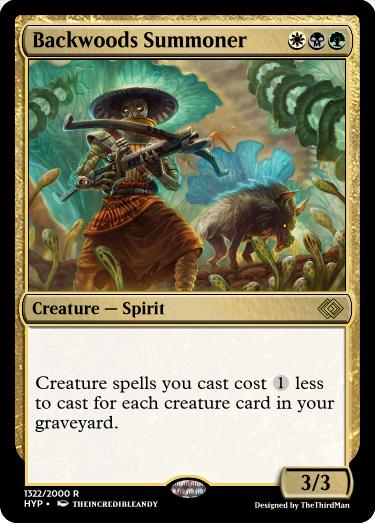 Backwoods Summoner
Creature — Spirit
Creature spells you cast cost 1 less
to cast for each creature card in your
graveyard.
3/3
1322/2000 R
HYP • THEINCREDIBLEANDY
Designed by TheThirdMan